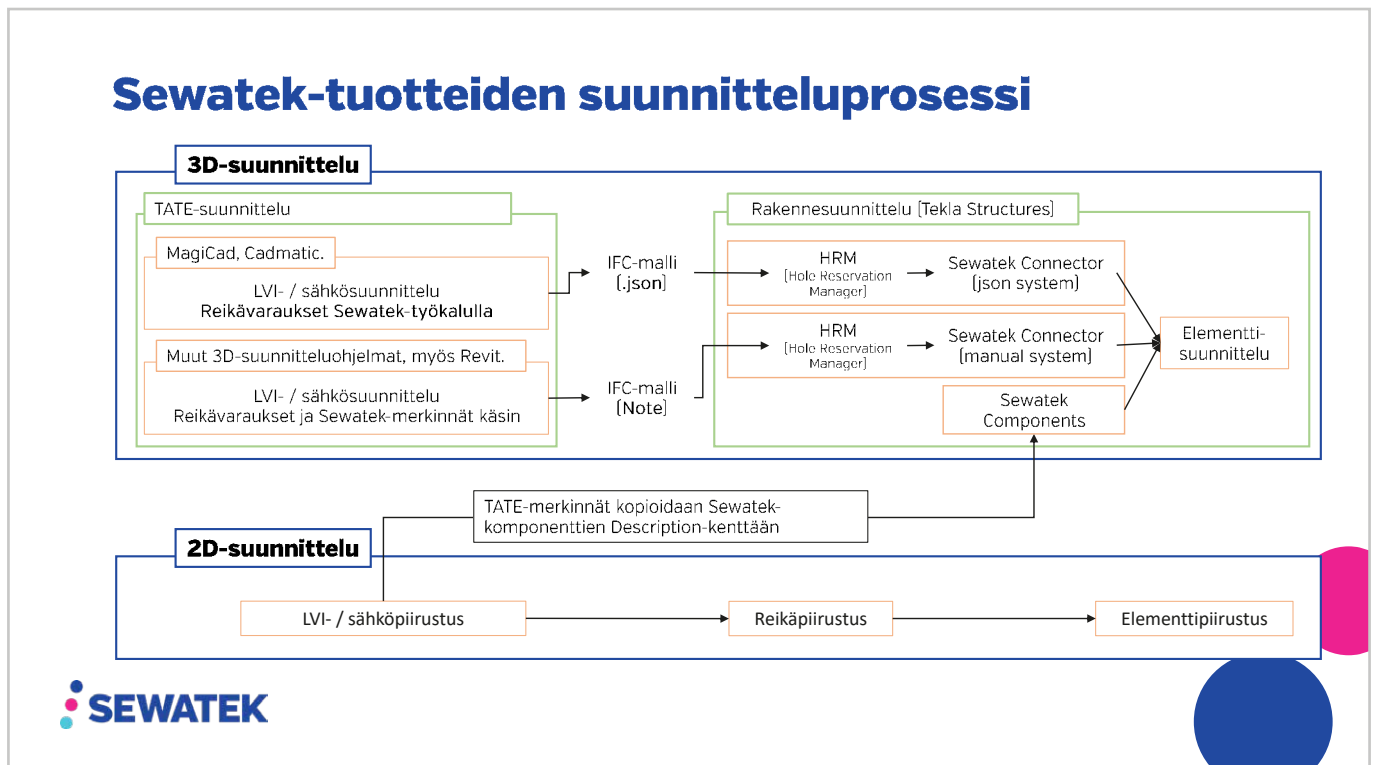 Sewatek-tuotteiden suunnitteluprosessi
3D-suunnittelu
TATE-suunnittelu
MagiCad, Cadmatic.
LVI- / sähkösuunnittelu
Reikävaraukset Sewatek-työkalulla
Muut 3D-suunnitteluohjelmat, myös Revit.
LVI- / sähkösuunnittelu
Reikävaraukset ja Sewatek-merkinnät käsin
IFC-malli
(.json)
IFC-malli
(Note)
Rakennesuunnittelu (Tekla Structures)
HRM
(Hole Reservation
Manager)
Sewatek Connector
(json system)
HRM
(Hole Reservation
Manager)
Sewatek Connector
(manual system)
Sewatek
Components
Elementti-
suunnittelu
TATE-merkinnät kopioidaan Sewatek-
komponenttien Description-kenttään
2D-suunnittelu
LVI- / sähköpiirustus
Reikäpiirustus
Elementtipiirustus
SEWATEK